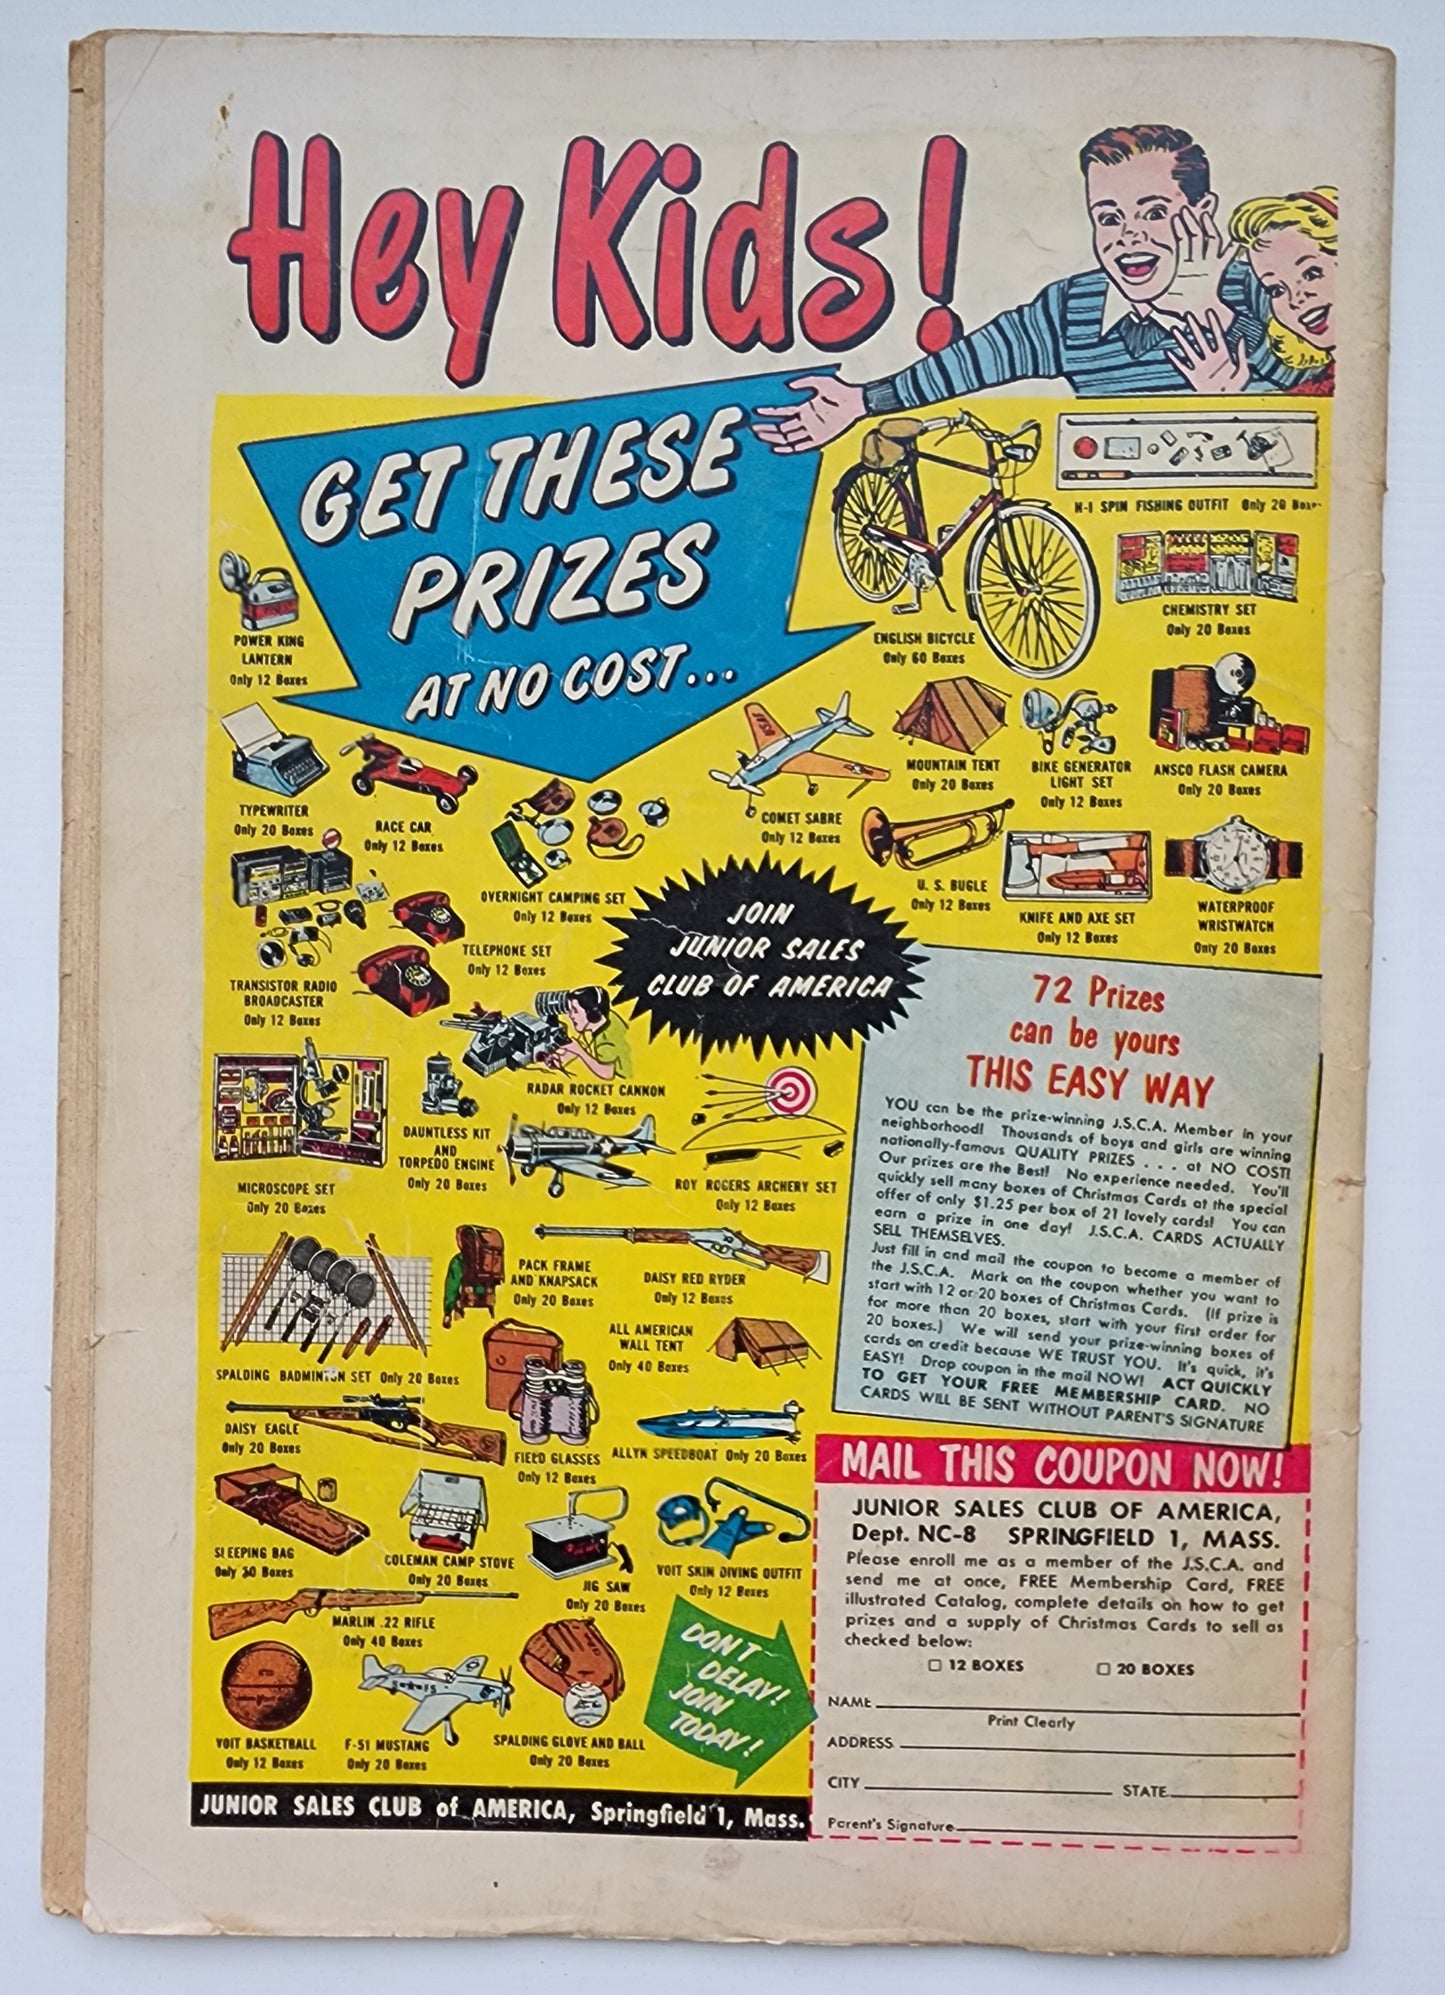 Hey Kids!
GET THESE
PRIZES
AT NO COST...
H-I SPIN FISHING OUTFIT Only 20 Boxes
CHEMISTRY SET
Only 20 Boxes
ENGLISH BICYCLE
Only 60 Boxes
POWER KING
LANTERN
Only 12 Boxes
TYPEWRITER
Only 20 Boxes
RACE CAR
Only 12 Boxes
OVERNIGHT CAMPING SET
Only 12 Boxes
COMET SABRE
Only 12 Boxes
MOUNTAIN TENT
Only 20 Boxes
BIKE GENERATOR
LIGHT SET
Only 12 Boxes
ANSCO FLASH CAMERA
Only 20 Boxes
U. S. BUGLE
Only 12 Boxes
KNIFE AND AXE SET
Only 12 Boxes
WATERPROOF
WRISTWATCH
Only 20 Boxes
TRANSISTOR RADIO
BROADCASTER
Only 12 Boxes
TELEPHONE SET
Only 12 Boxes
JOIN
JUNIOR SALES
CLUB OF AMERICA
RADAR ROCKET CANNON
Only 12 Boxes
MICROSCOPE SET
Only 20 Boxes
DAUNTLESS KIT
AND
TORPEDO ENGINE
Only 20 Boxes
ROY ROGERS ARCHERY SET
Only 12 Boxes
SPALDING BADMINTON SET Only 20 Boxes
PACK FRAME
AND KNAPSACK
Only 20 Boxes
DAISY RED RYDER
Only 12 Boxes
ALL AMERICAN
WALL TENT
Only 40 Boxes
DAISY EAGLE
Only 20 Boxes
FIELD GLASSES
Only 12 Boxes
ALLYN SPEEDBOAT Only 20 Boxes
SLEEPING BAG
Only 20 Boxes
COLEMAN CAMP STOVE
Only 20 Boxes
JIG SAW
Only 20 Boxes
VOIT SKIN DIVING OUTFIT
Only 12 Boxes
MARLIN .22 RIFLE
Only 40 Boxes
VOIT BASKETBALL
Only 12 Boxes
F-51 MUSTANG
Only 20 Boxes
SPALDING GLOVE AND BALL
Only 20 Boxes
DON'T
DELAY!
JOIN
TODAY!
JUNIOR SALES CLUB of AMERICA, Springfield 1, Mass.
72 Prizes
can be yours
THIS EASY WAY
YOU can be the prize-winning J.S.C.A. Member in your
neighborhood! Thousands of boys and girls are winning
nationally-famous QUALITY PRIZES . . . at NO COST!
Our prizes are the Best! No experience needed. You'll
quickly sell many boxes of Christmas Cards at the special
offer of only $1.25 per box of 21 lovely cards! You can
earn a prize in one day! J.S.C.A. CARDS ACTUALLY
SELL THEMSELVES.
Just fill in and mail the coupon to become a member of
the J.S.C.A. Mark on the coupon whether you want to
start with 12 or 20 boxes of Christmas Cards. (If prize is
for more than 20 boxes, start with your first order for
20 boxes.) We will send your prize-winning boxes of
cards on credit because WE TRUST YOU. It's quick, it's
EASY! Drop coupon in the mail NOW! ACT QUICKLY
TO GET YOUR FREE MEMBERSHIP CARD. NO
CARDS WILL BE SENT WITHOUT PARENT'S SIGNATURE
MAIL THIS COUPON NOW!
JUNIOR SALES CLUB OF AMERICA,
Dept. NC-8 SPRINGFIELD 1, MASS.
Please enroll me as a member of the J.S.C.A. and
send me at once, FREE Membership Card, FREE
illustrated Catalog, complete details on how to get
prizes and a supply of Christmas Cards to sell as
checked below:
☐ 12 BOXES ☐ 20 BOXES
NAME
Print Clearly
ADDRESS
CITY STATE
Parent's Signature